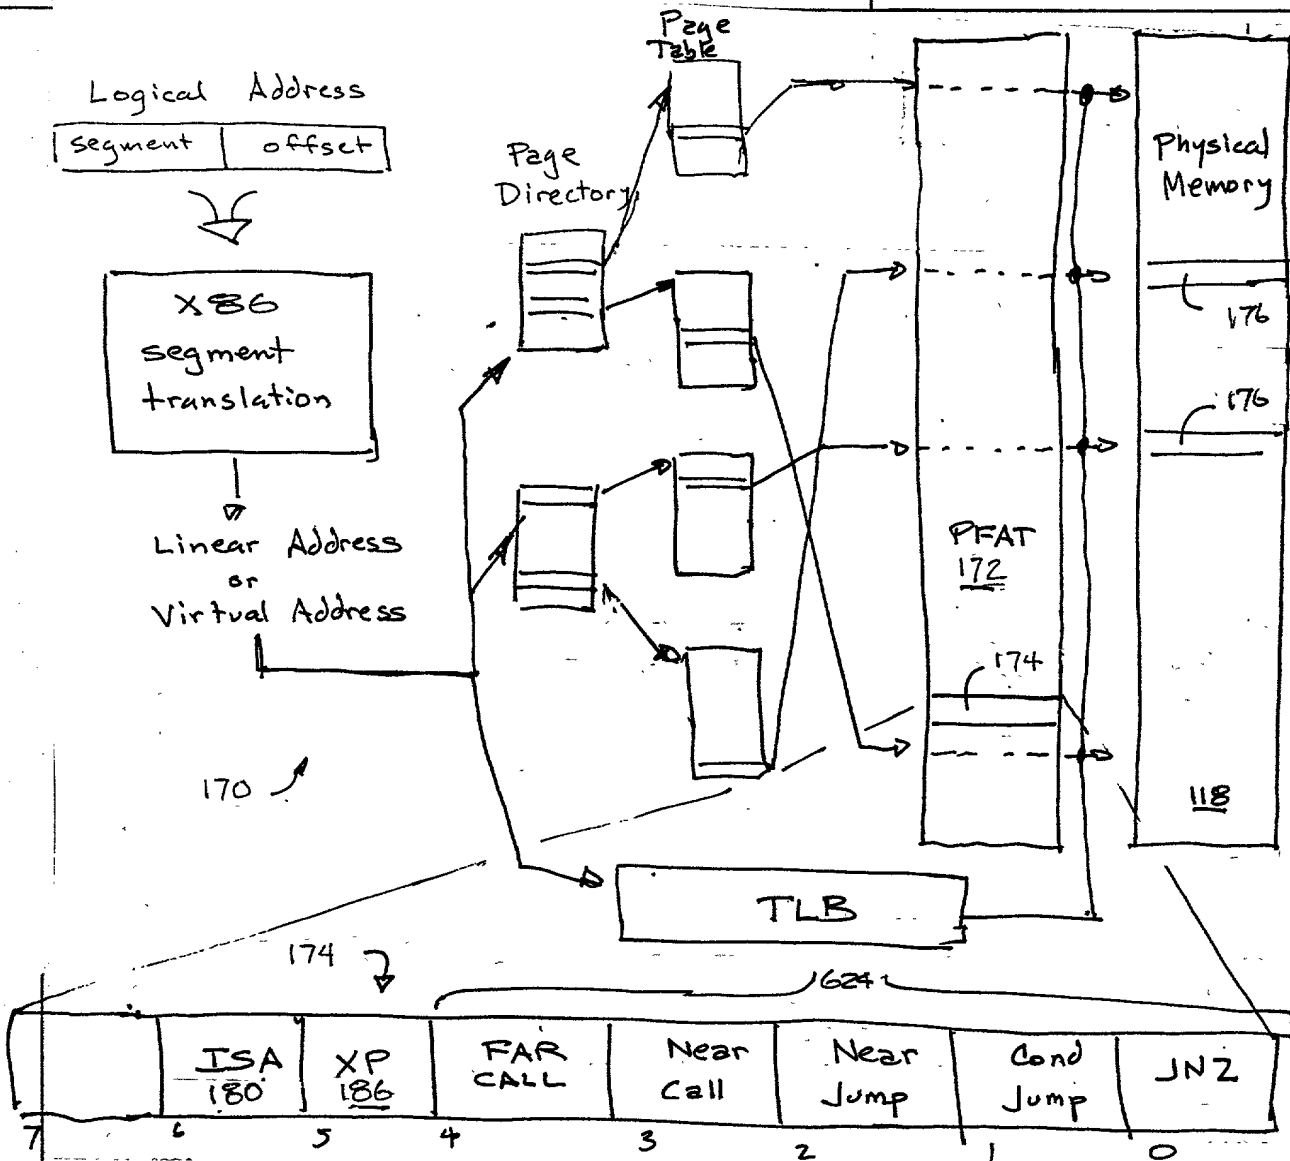 Page
Table
Logical Address
segment offset
Page
Directory
Physical
Memory
X86
segment
translation
176
176
Linear Address
or
Virtual Address
PFAT
172
174
170
118
TLB
174
624
ISA
180
XP
186
FAR
CALL
Near
Call
Near
Jump
Cond
Jump
JNZ
7 6 5 4 3 2 1 0